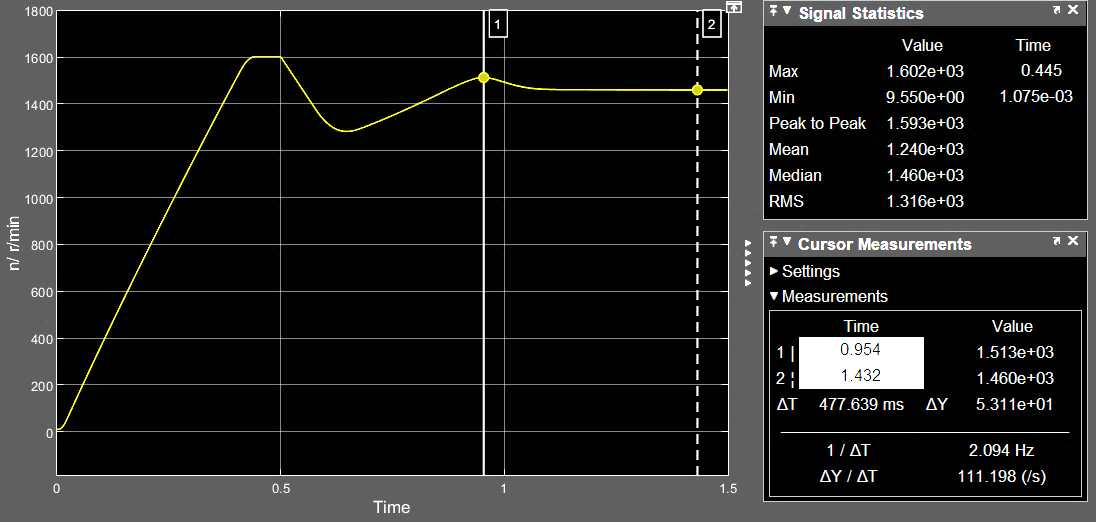 1800
1600
1400
1200
1000
800
600
400
200
0
n/ r/min
0
0.5
1
1.5
Time
1
2
Signal Statistics
Value Time
Max 1.602e+03 0.445
Min 9.550e+00 1.075e-03
Peak to Peak 1.593e+03
Mean 1.240e+03
Median 1.460e+03
RMS 1.316e+03
Cursor Measurements
Settings
Measurements
Time Value
1 | 0.954 1.513e+03
2 ¦ 1.432 1.460e+03
ΔT 477.639 ms ΔY 5.311e+01
1 / ΔT 2.094 Hz
ΔY / ΔT 111.198 (/s)